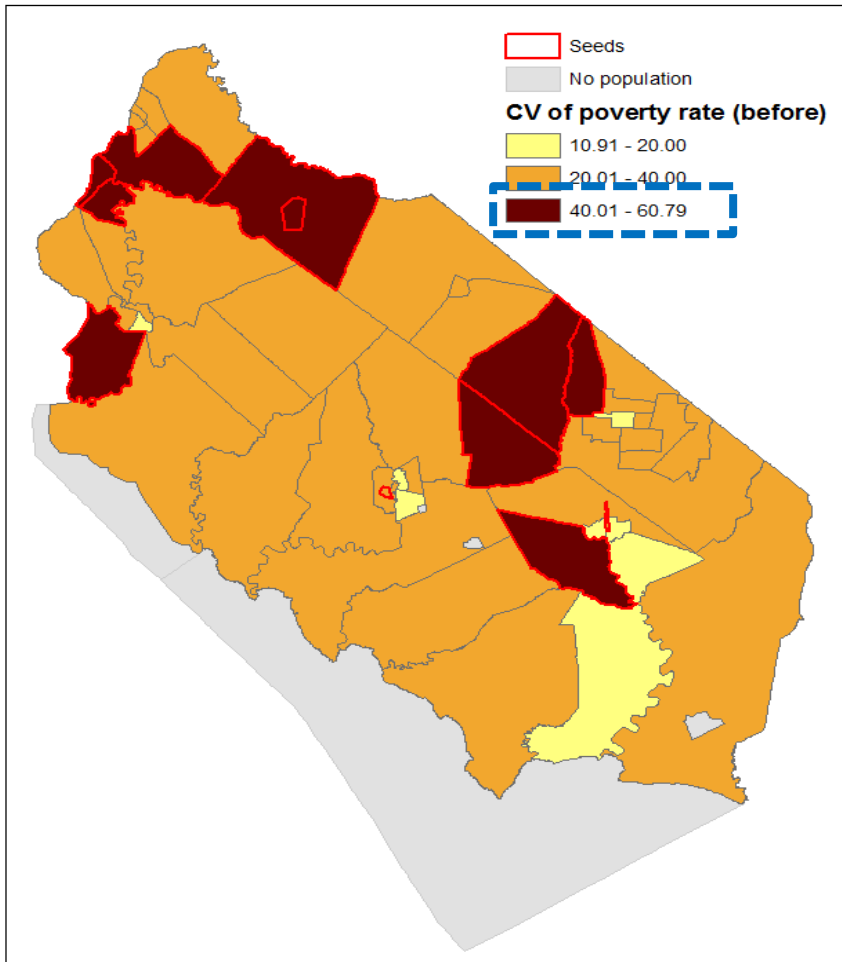 Seeds
No population
CV of poverty rate (before)
10.91 - 20.00
20.01 - 40.00
40.01 - 60.79